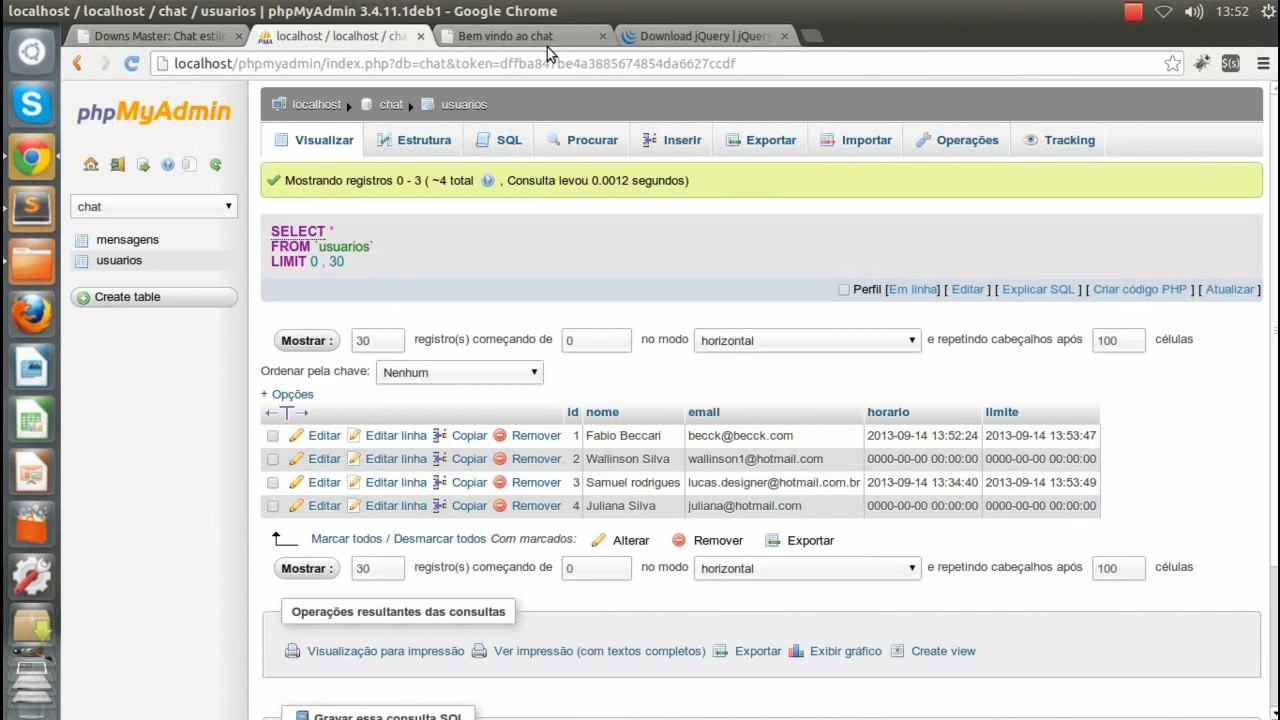 localhost / localhost / chat / usuarios | phpMyAdmin 3.4.11.1deb1 - Google Chrome
13:52
Downs Master: Chat estilo
localhost / localhost / cha
Bem vindo ao chat
Download jQuery | jQuery
localhost/phpmyadmin/index.php?db=chat&token=dffba847be4a3885674854da6627ccdf
phpMyAdmin
chat
mensagens
usuarios
Create table
localhost
chat
usuarios
Visualizar
Estrutura
SQL
Procurar
Inserir
Exportar
Importar
Operações
Tracking
Mostrando registros 0 - 3 ( ~4 total , Consulta levou 0.0012 segundos)
SELECT *
FROM `usuarios`
LIMIT 0 , 30
Perfil [Em linha] [ Editar ] [ Explicar SQL ] [ Criar código PHP ] [ Atualizar ]
Mostrar : 30 registro(s) começando de 0 no modo horizontal e repetindo cabeçalhos após 100 células
Ordenar pela chave: Nenhum
+ Opções
id nome email horario limite
Editar Editar linha Copiar Remover 1 Fabio Beccari becck@becck.com 2013-09-14 13:52:24 2013-09-14 13:53:47
Editar Editar linha Copiar Remover 2 Wallinson Silva wallinson1@hotmail.com 0000-00-00 00:00:00 0000-00-00 00:00:00
Editar Editar linha Copiar Remover 3 Samuel rodrigues lucas.designer@hotmail.com.br 2013-09-14 13:34:40 2013-09-14 13:53:49
Editar Editar linha Copiar Remover 4 Juliana Silva juliana@hotmail.com 0000-00-00 00:00:00 0000-00-00 00:00:00
Marcar todos / Desmarcar todos Com marcados: Alterar Remover Exportar
Mostrar : 30 registro(s) começando de 0 no modo horizontal e repetindo cabeçalhos após 100 células
Operações resultantes das consultas
Visualização para impressão Ver impressão (com textos completos) Exportar Exibir gráfico Create view
Gravar essa consulta SQL